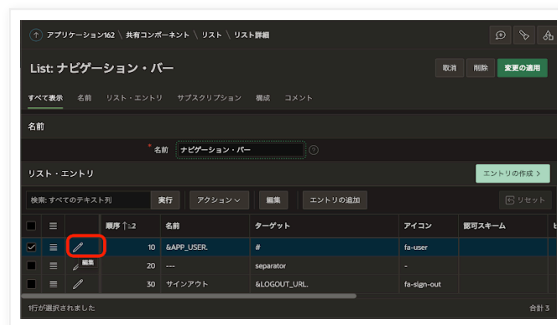 アプリケーション162 \ 共有コンポーネント \ リスト \ リスト詳細
List: ナビゲーション・バー
取消 削除 変更の適用
すべて表示 名前 リスト・エントリ サブスクリプション 構成 コメント
名前
* 名前 ナビゲーション・バー
リスト・エントリ エントリの作成 >
検索: すべてのテキスト列 実行 アクション 編集 エントリの追加 リセット
順序 ↑≟2 名前 ターゲット アイコン 認可スキーム
10 &APP_USER. # fa-user
編集
20 --- separator -
30 サインアウト &LOGOUT_URL. fa-sign-out
1行が選択されました 合計3